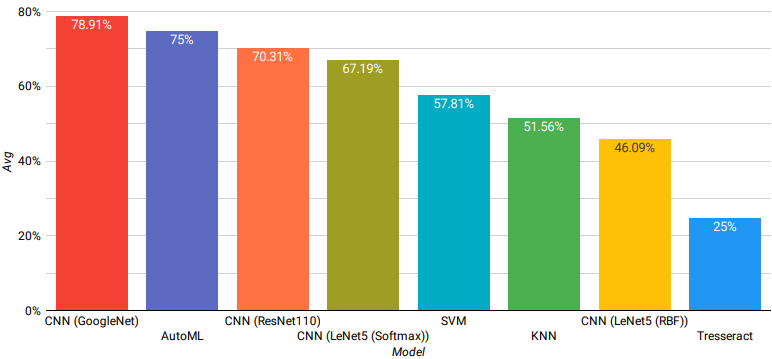 80%
60%
40%
20%
0%
Avg
78.91%
75%
70.31%
67.19%
57.81%
51.56%
46.09%
25%
CNN (GoogleNet)
AutoML
CNN (ResNet110)
CNN (LeNet5 (Softmax))
SVM
KNN
CNN (LeNet5 (RBF))
Tresseract
Model